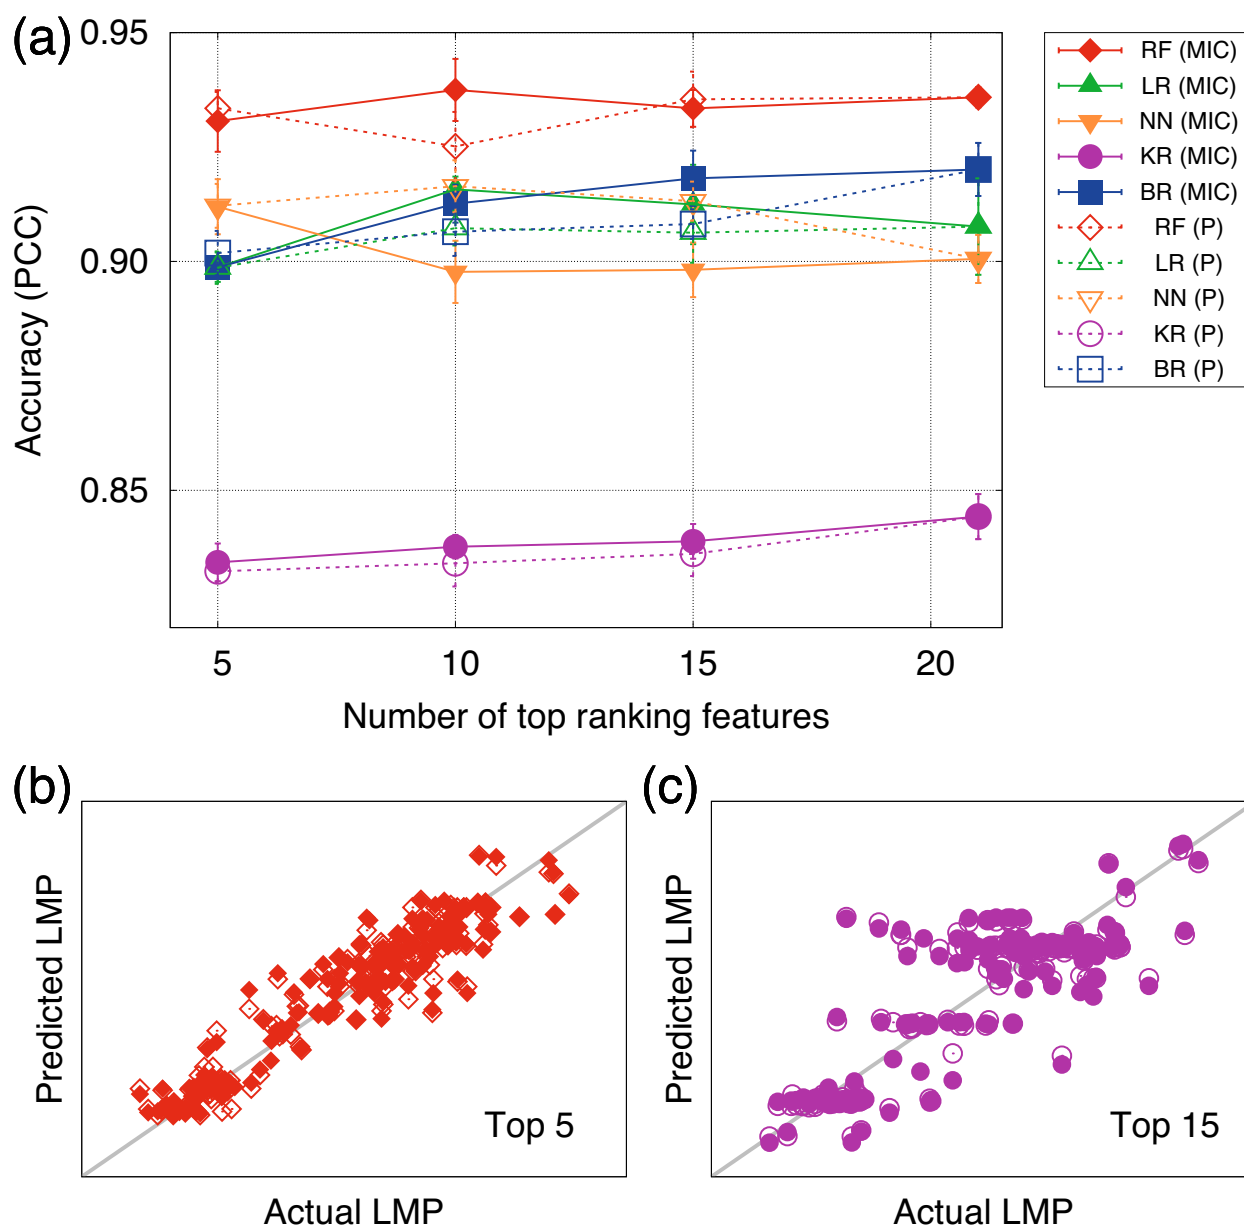 (a)
0.95
0.90
0.85
Accuracy (PCC)
5 10 15 20
Number of top ranking features
RF (MIC)
LR (MIC)
NN (MIC)
KR (MIC)
BR (MIC)
RF (P)
LR (P)
NN (P)
KR (P)
BR (P)
(b)
Predicted LMP
Top 5
Actual LMP
(c)
Predicted LMP
Top 15
Actual LMP